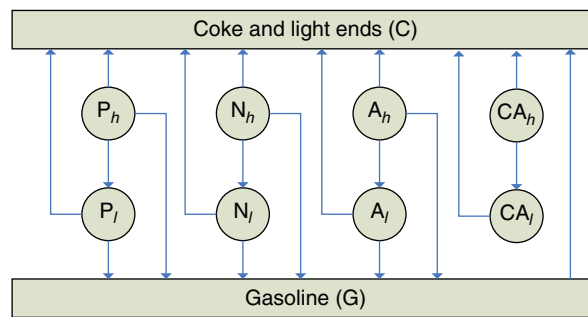 Coke and light ends (C)
Pₕ Nₕ Aₕ CAₕ
Pₗ Nₗ Aₗ CAₗ
Gasoline (G)